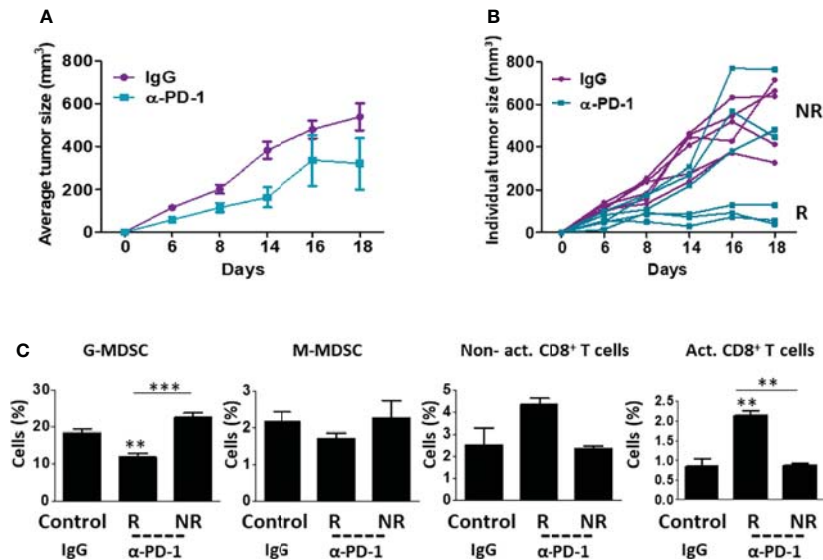 A
Average tumor size (mm³)
800
600
400
200
0
IgG
α-PD-1
0 6 8 14 16 18
Days
B
Individual tumor size (mm³)
800
600
400
200
0
IgG
α-PD-1
NR
R
0 6 8 14 16 18
Days
C
G-MDSC
Cells (%)
30
20
10
0
**
***
Control R NR
IgG α-PD-1
M-MDSC
Cells (%)
3
2
1
0
Control R NR
IgG α-PD-1
Non- act. CD8⁺ T cells
Cells (%)
6
4
2
0
Control R NR
IgG α-PD-1
Act. CD8⁺ T cells
Cells (%)
2.5
2.0
1.5
1.0
0.5
0.0
**
**
Control R NR
IgG α-PD-1